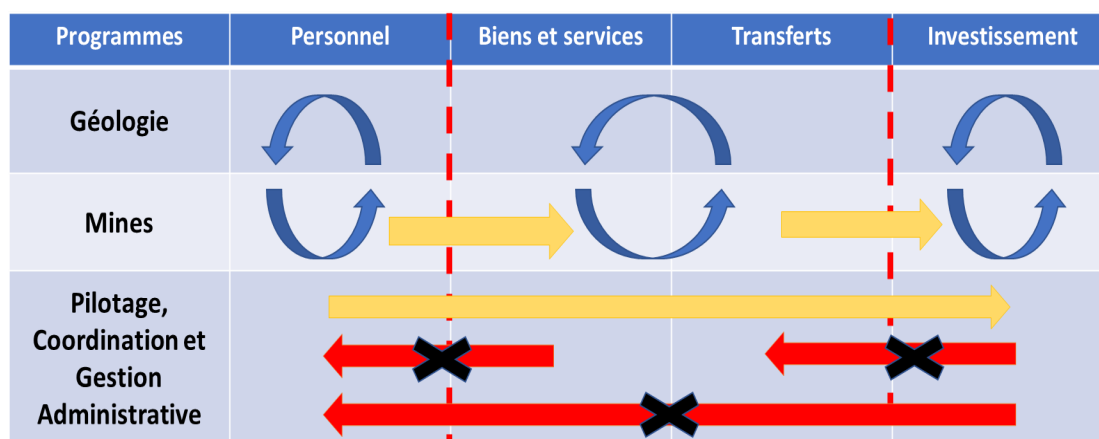 Programmes Personnel Biens et services Transferts Investissement
Géologie
Mines
Pilotage,
Coordination et
Gestion
Administrative